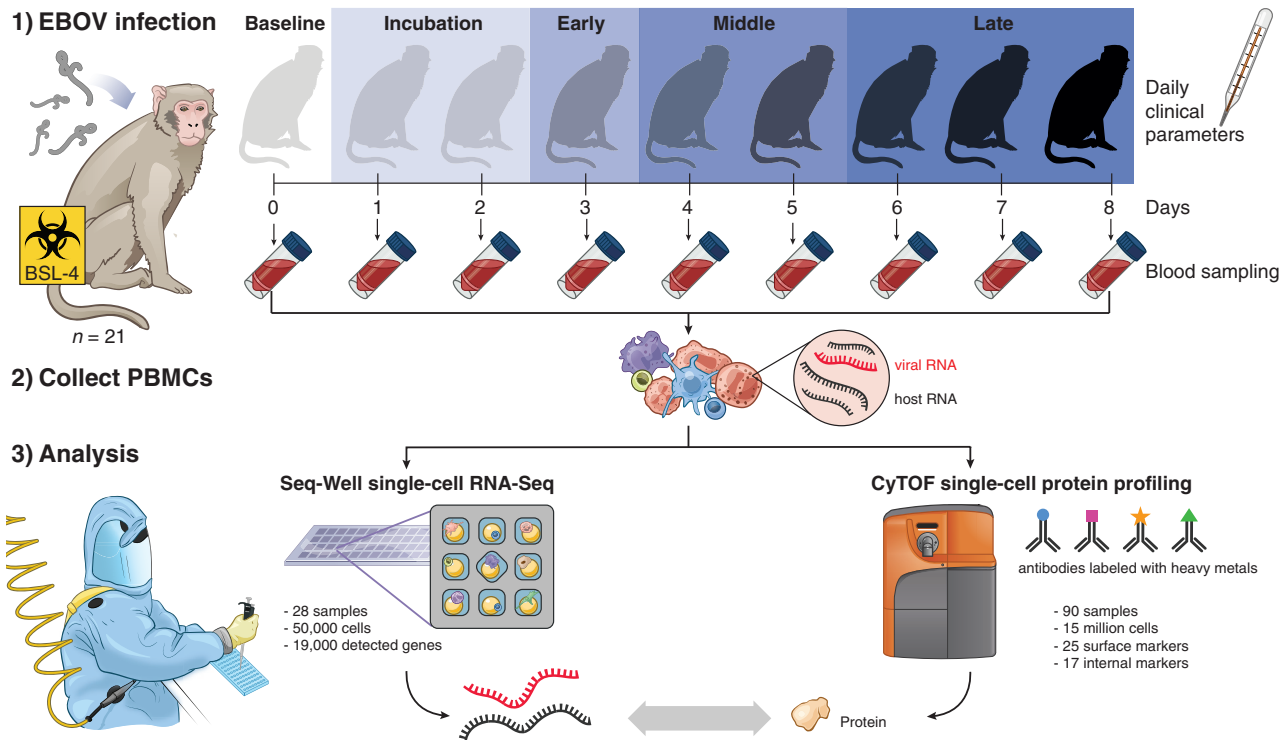 1) EBOV infection
Baseline
Incubation
Early
Middle
Late
Daily
clinical
parameters
BSL-4
n = 21
0
1
2
3
4
5
6
7
8
Days
Blood sampling
2) Collect PBMCs
viral RNA
host RNA
3) Analysis
Seq-Well single-cell RNA-Seq
- 28 samples
- 50,000 cells
- 19,000 detected genes
CyTOF single-cell protein profiling
antibodies labeled with heavy metals
- 90 samples
- 15 million cells
- 25 surface markers
- 17 internal markers
Protein